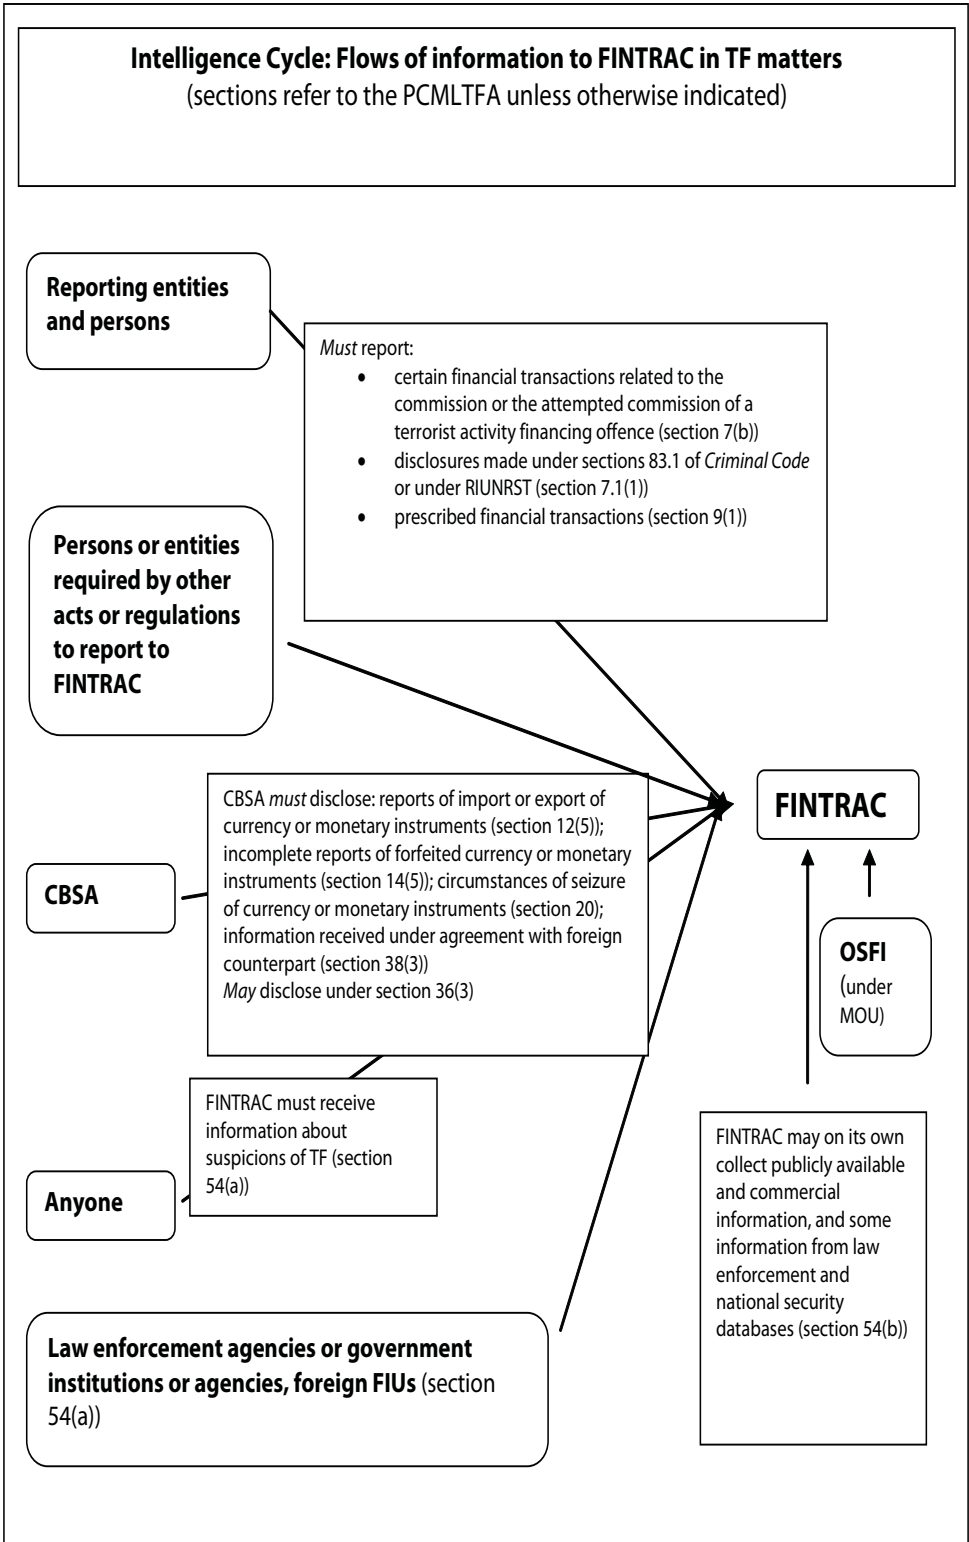 Intelligence Cycle: Flows of information to FINTRAC in TF matters
(sections refer to the PCMLTFA unless otherwise indicated)
Reporting entities
and persons
Must report:
• certain financial transactions related to the
commission or the attempted commission of a
terrorist activity financing offence (section 7(b))
• disclosures made under sections 83.1 of Criminal Code
or under RIUNRST (section 7.1(1))
• prescribed financial transactions (section 9(1))
Persons or entities
required by other
acts or regulations
to report to
FINTRAC
CBSA must disclose: reports of import or export of
currency or monetary instruments (section 12(5));
incomplete reports of forfeited currency or monetary
instruments (section 14(5)); circumstances of seizure
of currency or monetary instruments (section 20);
information received under agreement with foreign
counterpart (section 38(3))
May disclose under section 36(3)
FINTRAC
CBSA
OSFI
(under
MOU)
FINTRAC must receive
information about
suspicions of TF (section
54(a))
Anyone
FINTRAC may on its own
collect publicly available
and commercial
information, and some
information from law
enforcement and
national security
databases (section 54(b))
Law enforcement agencies or government
institutions or agencies, foreign FIUs (section
54(a))